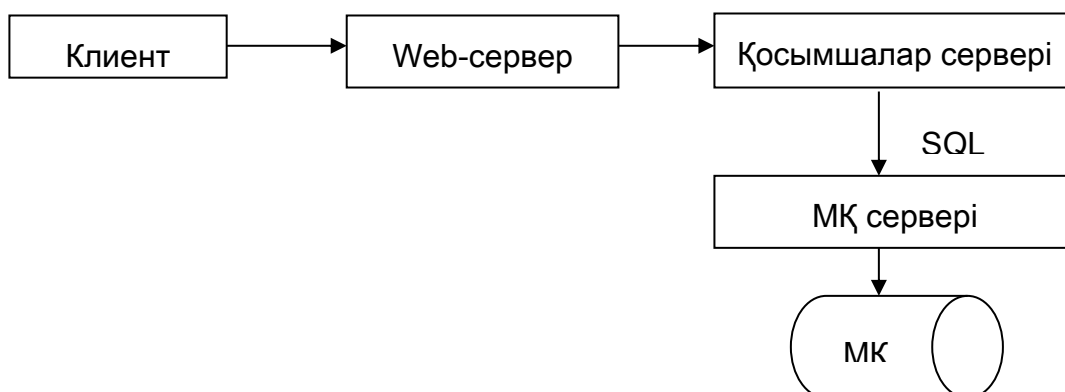 Клиент
Web-сервер
Қосымшалар сервері
SQL
МҚ сервері
МҚ